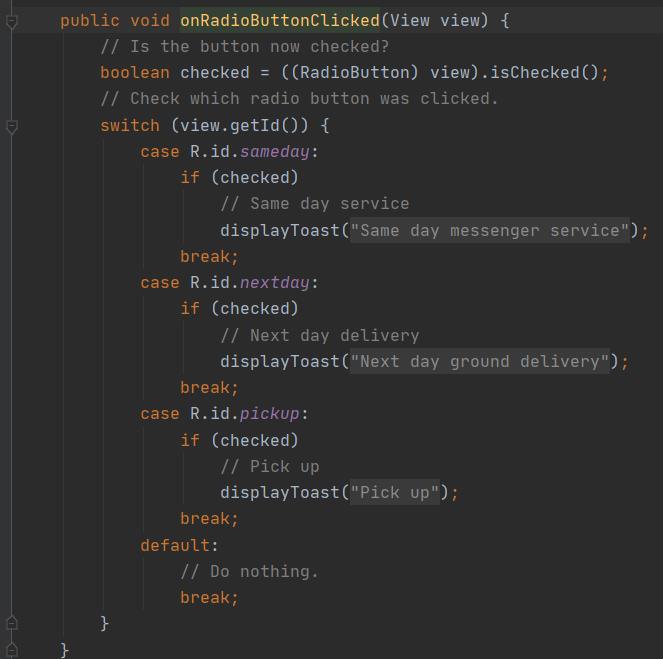 public void onRadioButtonClicked(View view) {
    // Is the button now checked?
    boolean checked = ((RadioButton) view).isChecked();
    // Check which radio button was clicked.
    switch (view.getId()) {
        case R.id.sameday:
            if (checked)
                // Same day service
                displayToast("Same day messenger service");
            break;
        case R.id.nextday:
            if (checked)
                // Next day delivery
                displayToast("Next day ground delivery");
            break;
        case R.id.pickup:
            if (checked)
                // Pick up
                displayToast("Pick up");
            break;
        default:
            // Do nothing.
            break;
    }
}